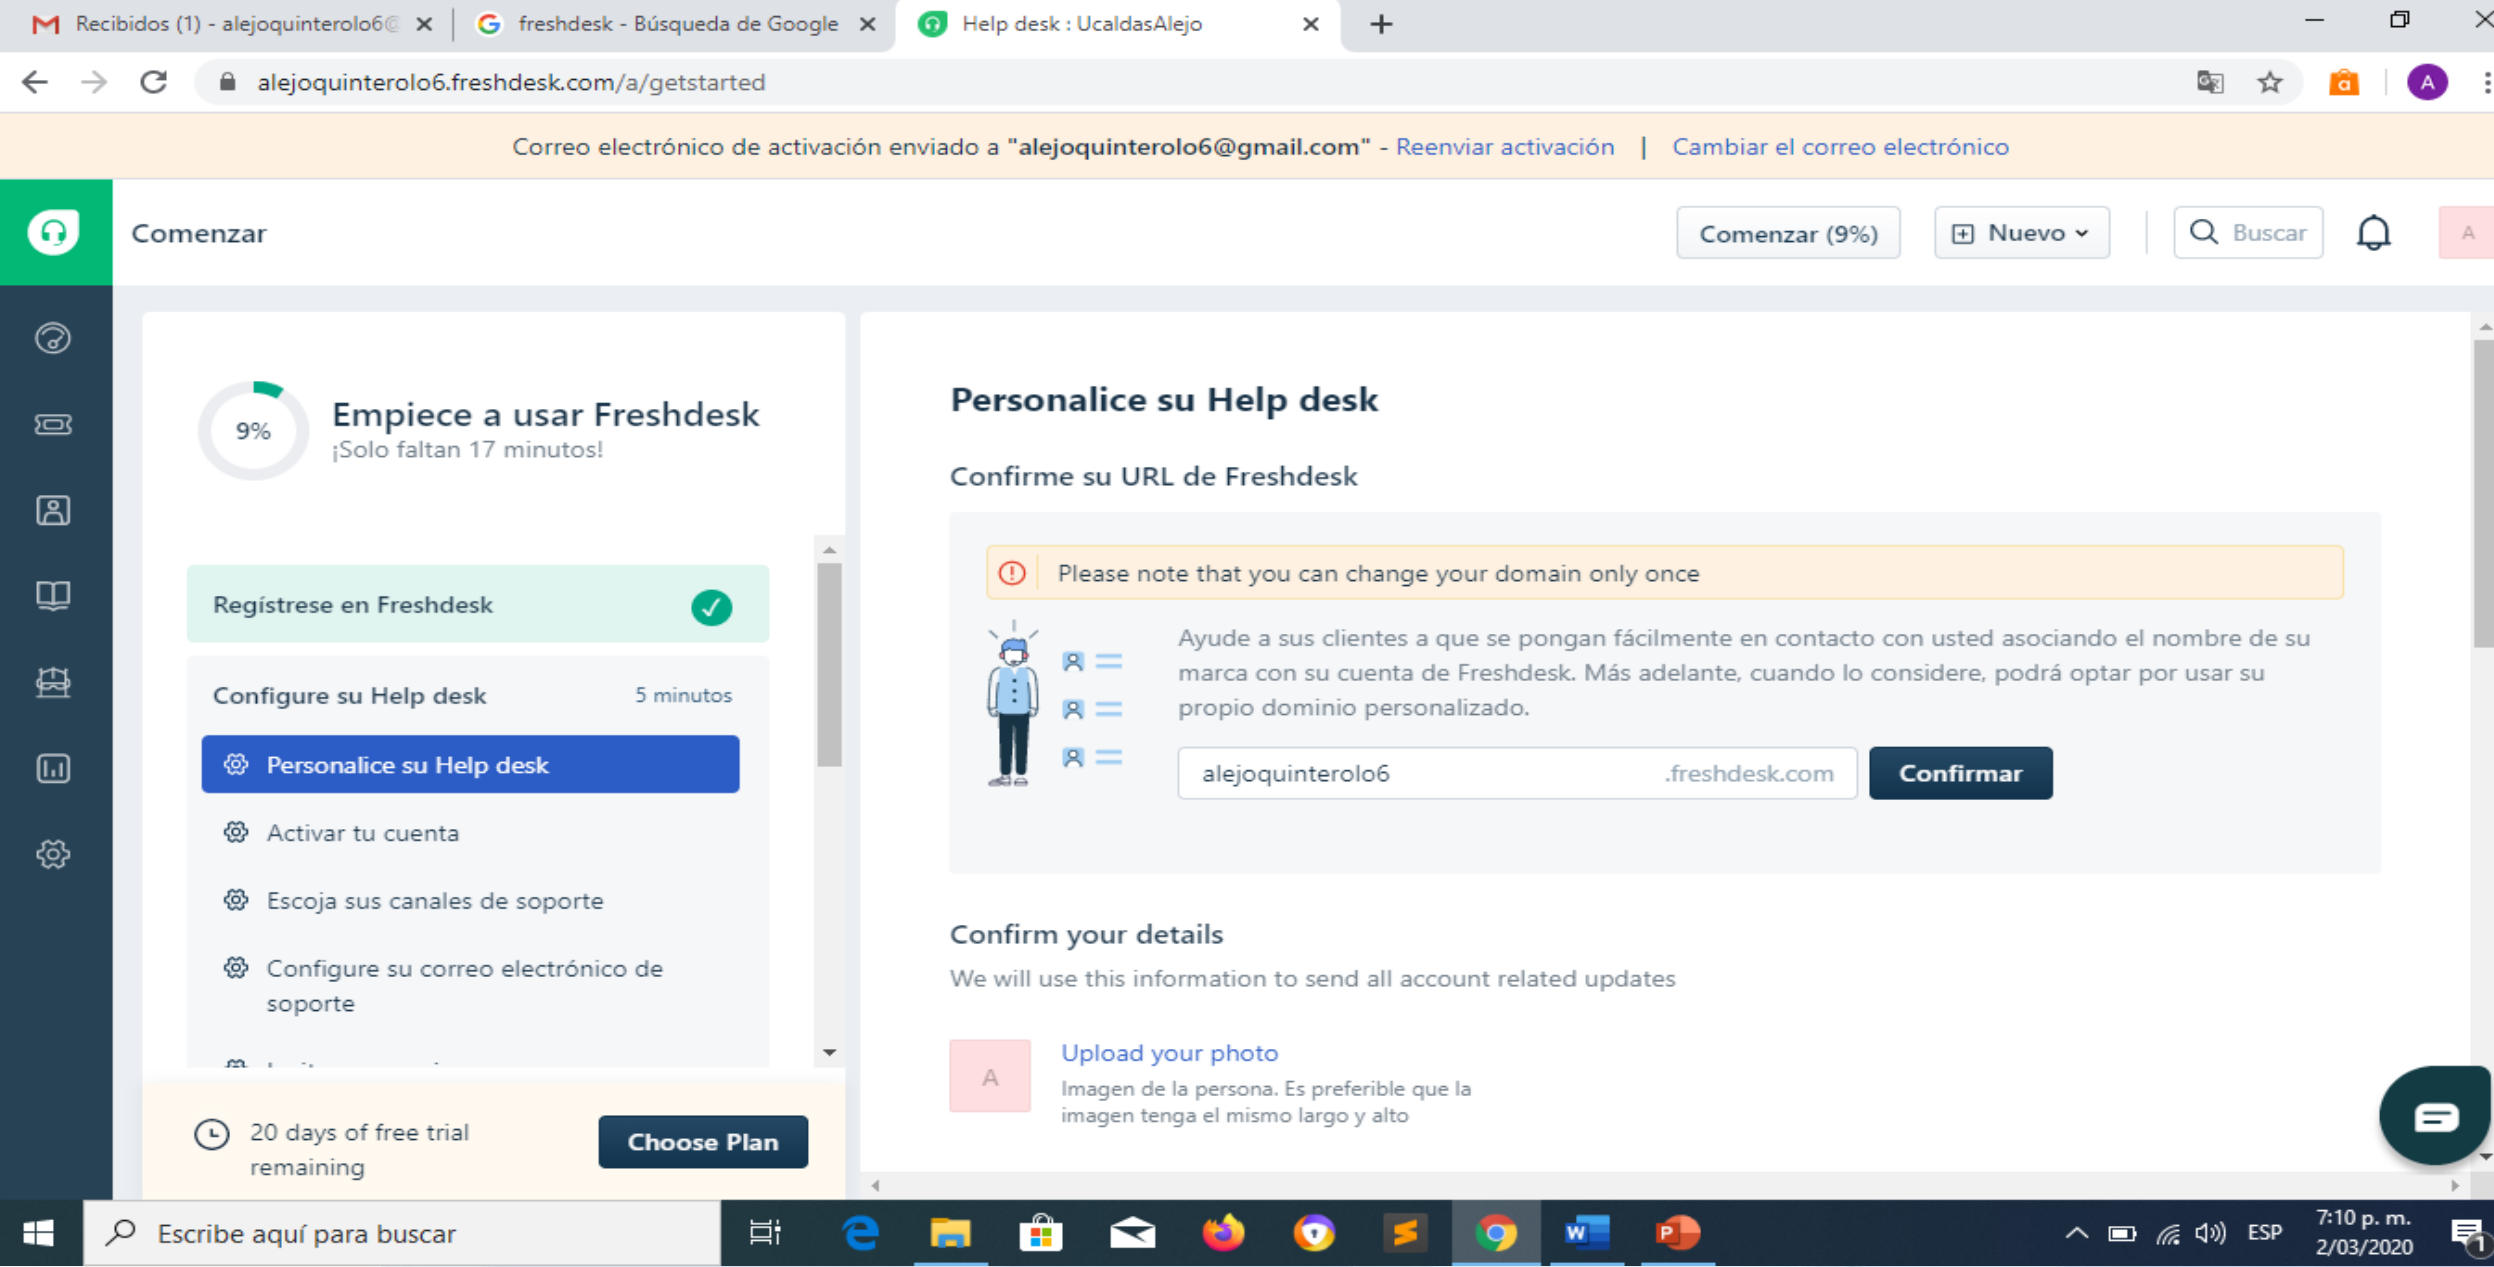 Recibidos (1) - alejoquinterolo6@
freshdesk - Búsqueda de Google
Help desk : UcaldasAlejo
alejoquinterolo6.freshdesk.com/a/getstarted
A
Correo electrónico de activación enviado a "alejoquinterolo6@gmail.com" - Reenviar activación | Cambiar el correo electrónico
Comenzar
Comenzar (9%)
Nuevo
Buscar
A
9%
Empiece a usar Freshdesk
¡Solo faltan 17 minutos!
Regístrese en Freshdesk
Configure su Help desk
5 minutos
Personalice su Help desk
Activar tu cuenta
Escoja sus canales de soporte
Configure su correo electrónico de
soporte
20 days of free trial
remaining
Choose Plan
Personalice su Help desk
Confirme su URL de Freshdesk
Please note that you can change your domain only once
Ayude a sus clientes a que se pongan fácilmente en contacto con usted asociando el nombre de su
marca con su cuenta de Freshdesk. Más adelante, cuando lo considere, podrá optar por usar su
propio dominio personalizado.
alejoquinterolo6 .freshdesk.com
Confirmar
Confirm your details
We will use this information to send all account related updates
A
Upload your photo
Imagen de la persona. Es preferible que la
imagen tenga el mismo largo y alto
Escribe aquí para buscar
ESP
7:10 p. m.
2/03/2020
1